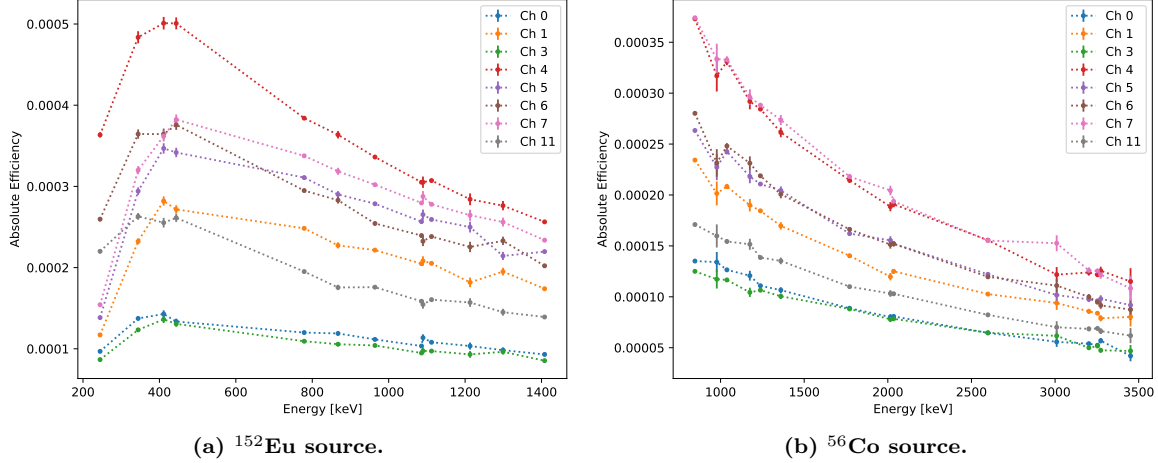 0.0005
0.0004
0.0003
0.0002
0.0001
Absolute Efficiency
200 400 600 800 1000 1200 1400
Energy [keV]
Ch 0
Ch 1
Ch 3
Ch 4
Ch 5
Ch 6
Ch 7
Ch 11
(a) ¹⁵²Eu source.
0.00035
0.00030
0.00025
0.00020
0.00015
0.00010
0.00005
Absolute Efficiency
1000 1500 2000 2500 3000 3500
Energy [keV]
Ch 0
Ch 1
Ch 3
Ch 4
Ch 5
Ch 6
Ch 7
Ch 11
(b) ⁵⁶Co source.